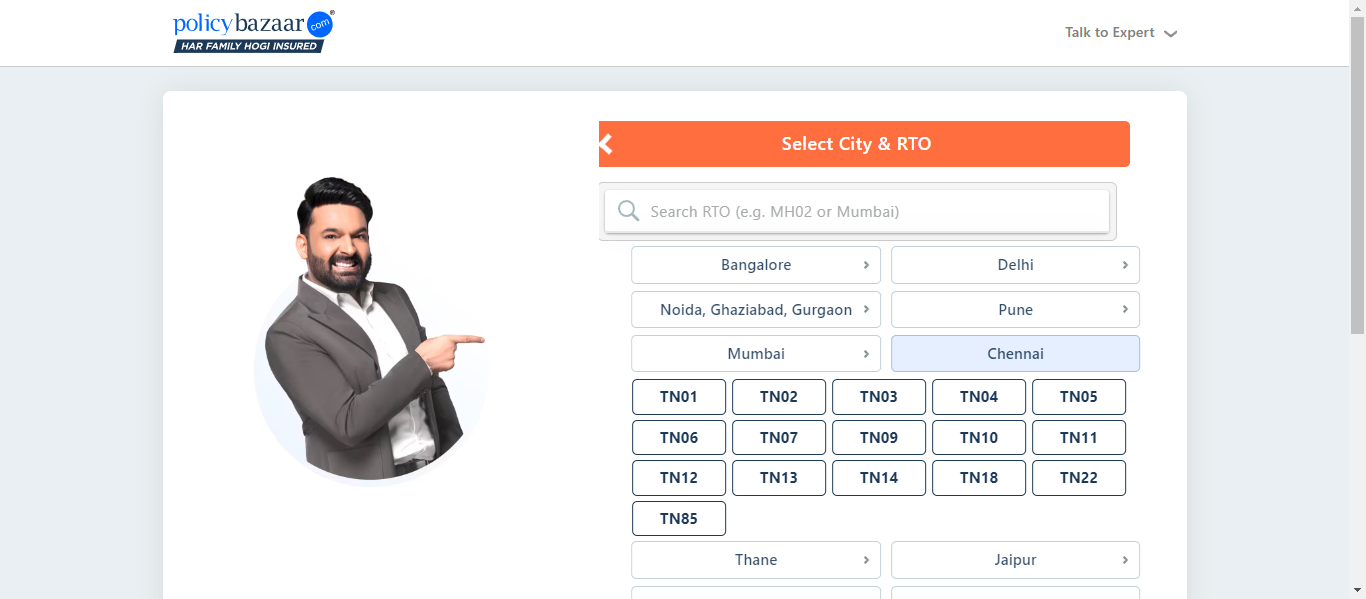 policybazaar.com
HAR FAMILY HOGI INSURED
Talk to Expert
Select City & RTO
Search RTO (e.g. MH02 or Mumbai)
Bangalore
Delhi
Noida, Ghaziabad, Gurgaon
Pune
Mumbai
Chennai
TN01 TN02 TN03 TN04 TN05
TN06 TN07 TN09 TN10 TN11
TN12 TN13 TN14 TN18 TN22
TN85
Thane
Jaipur